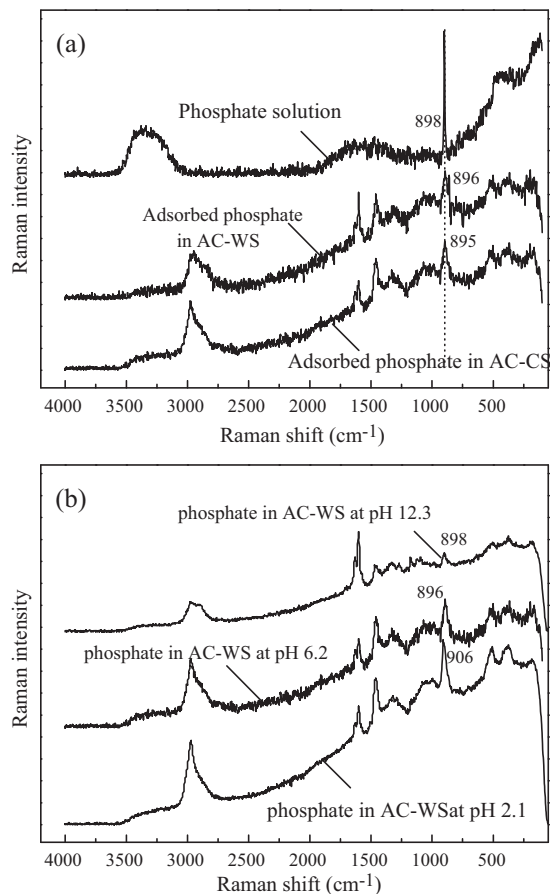 (a)
Phosphate solution
898
896
Adsorbed phosphate
in AC-WS
895
Adsorbed phosphate in AC-CS
Raman intensity
4000 3500 3000 2500 2000 1500 1000 500
Raman shift (cm-1)
(b)
phosphate in AC-WS at pH 12.3
898
896
phosphate in AC-WS at pH 6.2
906
phosphate in AC-WSat pH 2.1
Raman intensity
4000 3500 3000 2500 2000 1500 1000 500
Raman shift (cm-1)